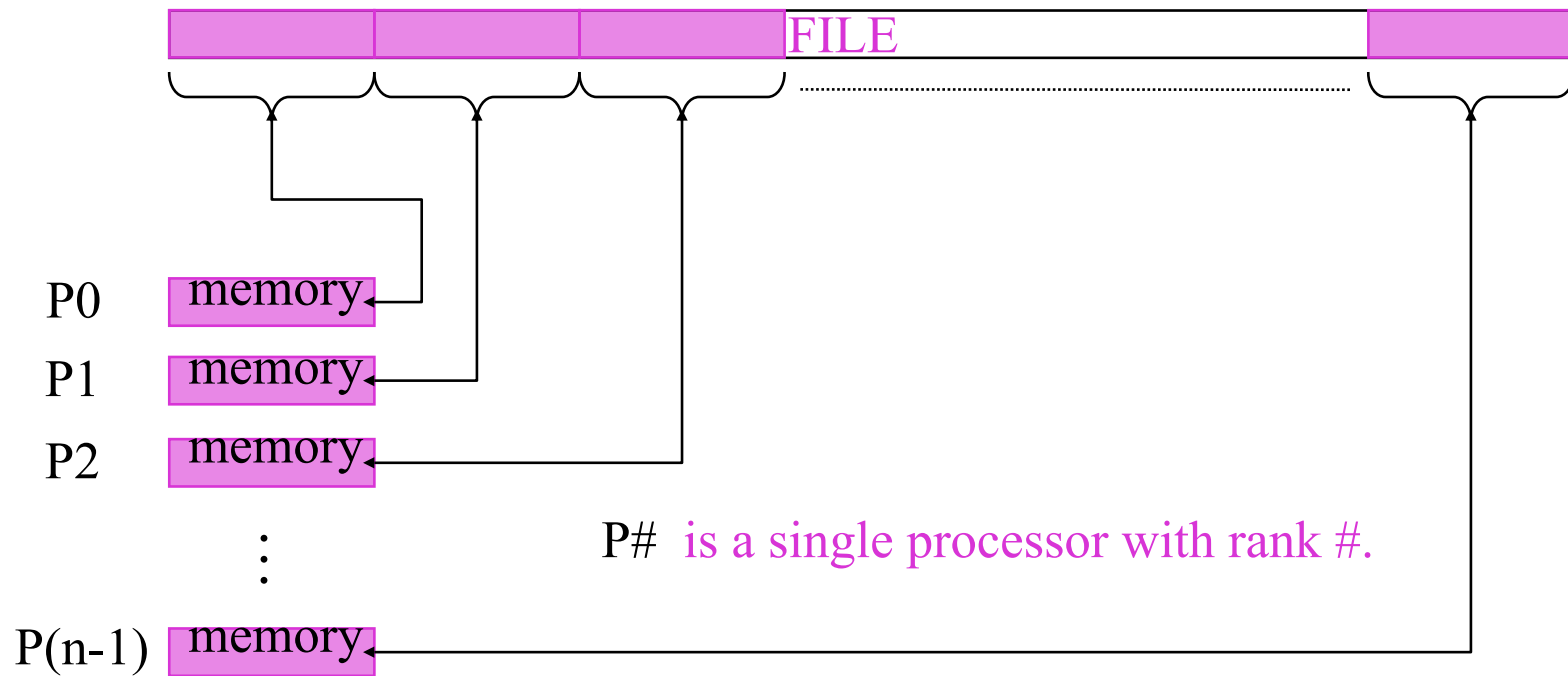 FILE
P0 memory
P1 memory
P2 memory
P# is a single processor with rank #.
P(n-1) memory